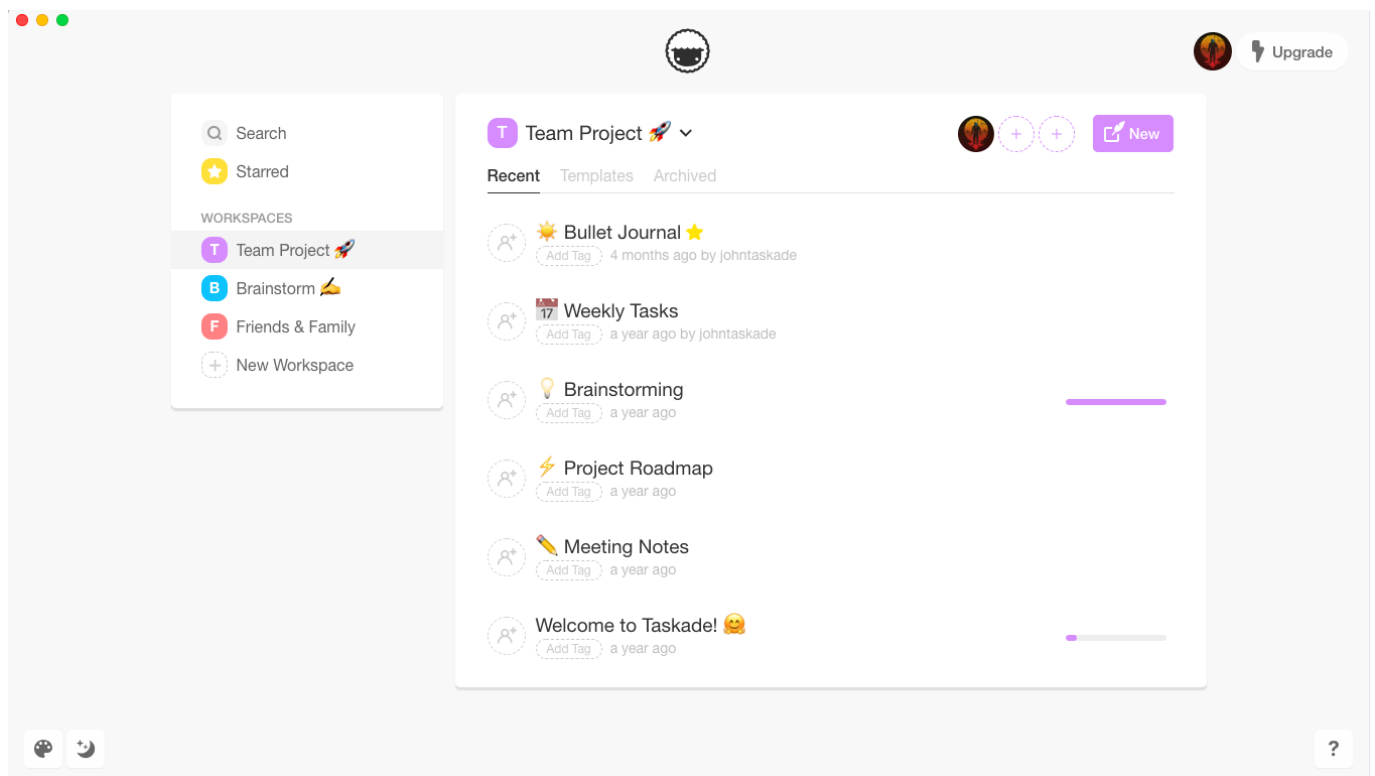 Upgrade
Search
Starred
WORKSPACES
T Team Project 🚀
B Brainstorm ✍️
F Friends & Family
+ New Workspace
T Team Project 🚀
+ +
New
Recent Templates Archived
☀️ Bullet Journal ⭐
Add Tag 4 months ago by johntaskade
📅 17 Weekly Tasks
Add Tag a year ago by johntaskade
💡 Brainstorming
Add Tag a year ago
⚡ Project Roadmap
Add Tag a year ago
✏️ Meeting Notes
Add Tag a year ago
Welcome to Taskade! 🤗
Add Tag a year ago
?